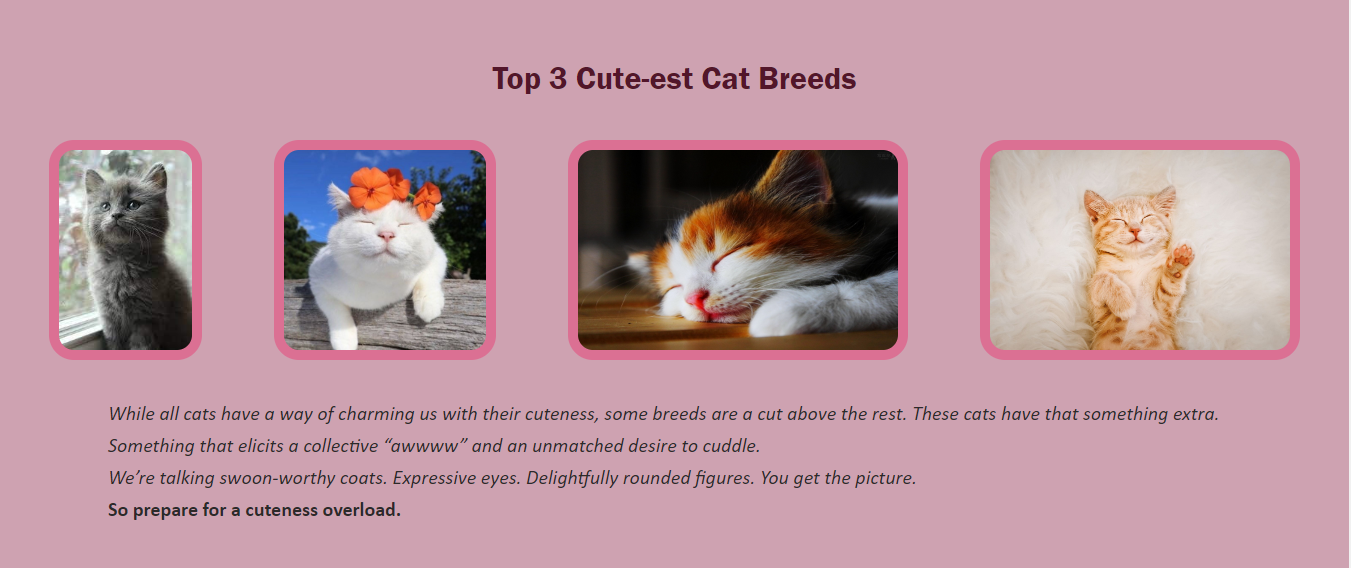 Top 3 Cute-est Cat Breeds
While all cats have a way of charming us with their cuteness, some breeds are a cut above the rest. These cats have that something extra.
Something that elicits a collective “awwww” and an unmatched desire to cuddle.
We’re talking swoon-worthy coats. Expressive eyes. Delightfully rounded figures. You get the picture.
So prepare for a cuteness overload.